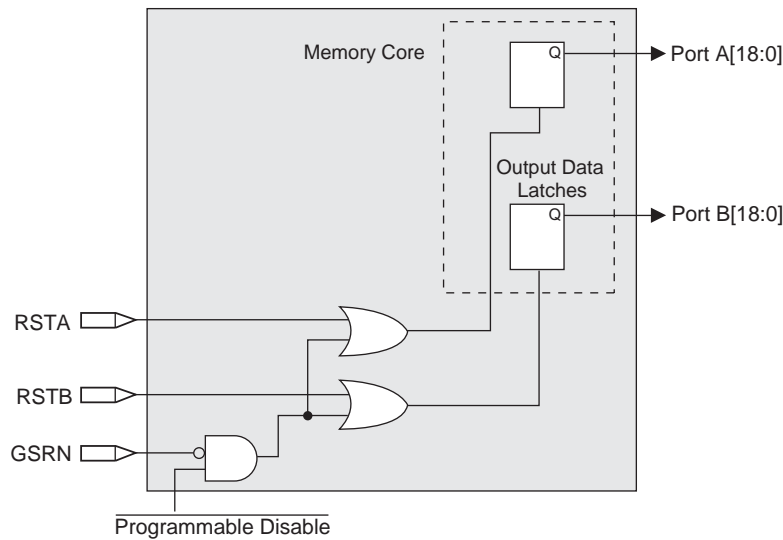 Memory Core
Q
Port A[18:0]
Output Data
Latches
Q
Port B[18:0]
RSTA
RSTB
GSRN
Programmable Disable